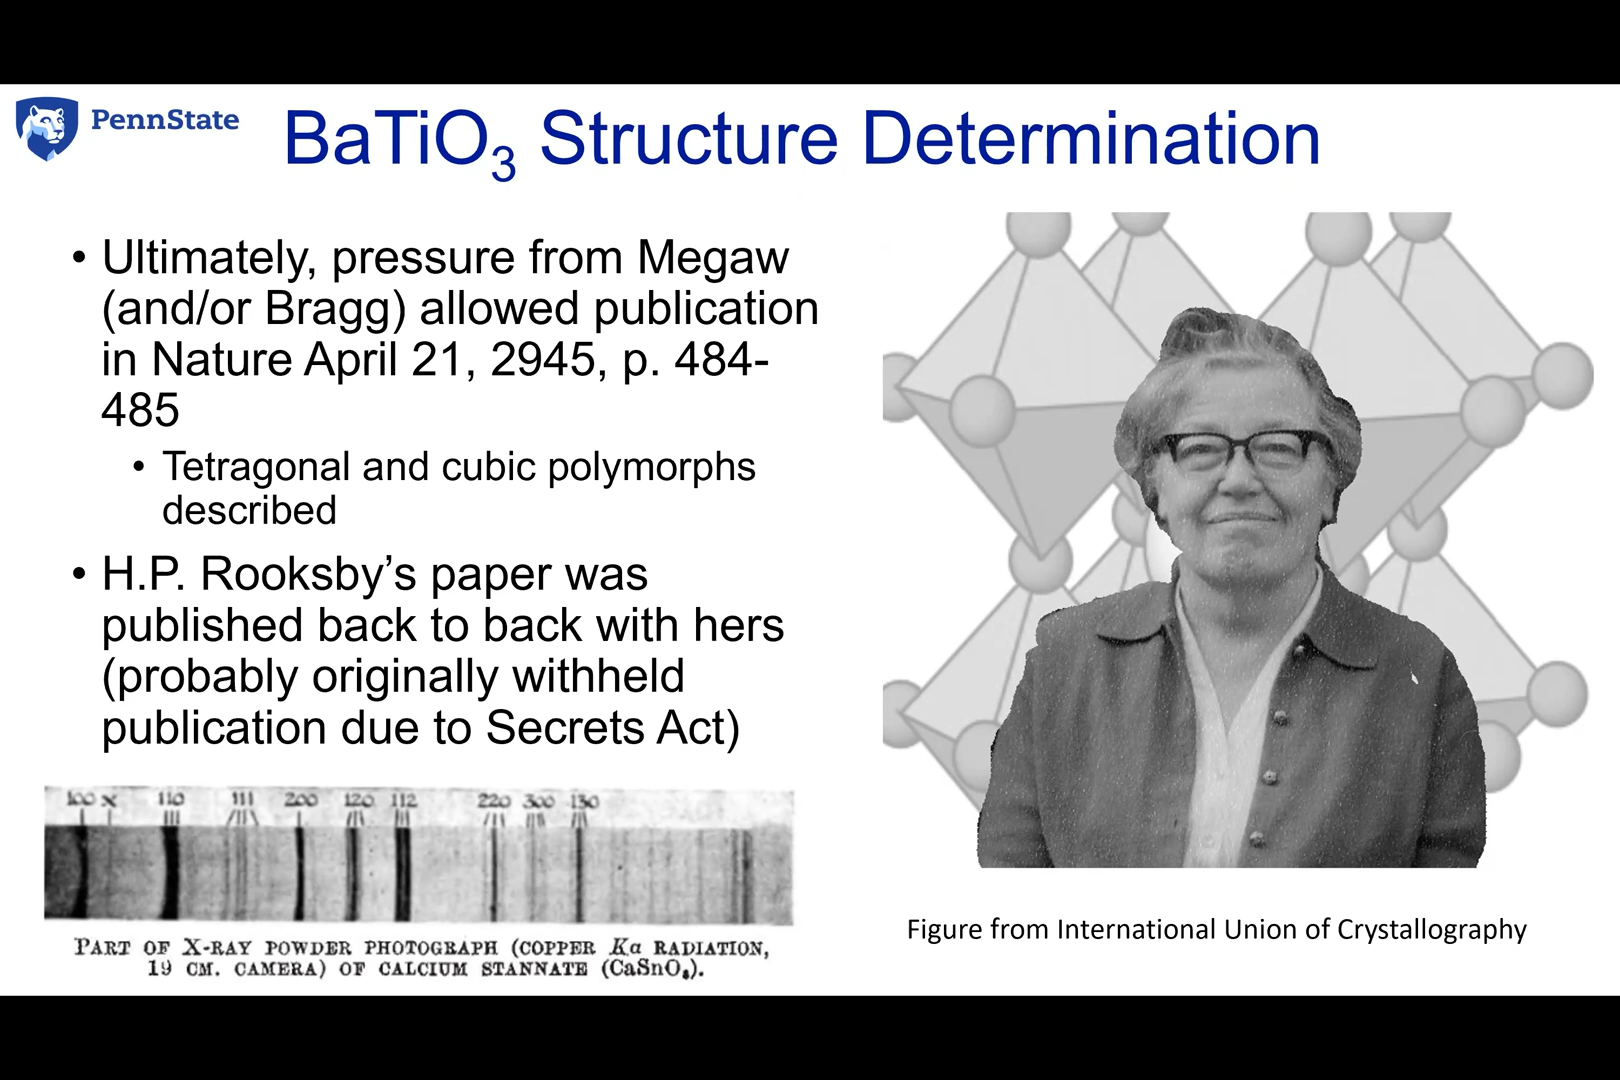 PennState
BaTiO3 Structure Determination
• Ultimately, pressure from Megaw
(and/or Bragg) allowed publication
in Nature April 21, 2945, p. 484-
485
• Tetragonal and cubic polymorphs
described
• H.P. Rooksby’s paper was
published back to back with hers
(probably originally withheld
publication due to Secrets Act)
100 x 110 111 200 120 112 220 300 130
PART OF X-RAY POWDER PHOTOGRAPH (COPPER Kα RADIATION,
19 CM. CAMERA) OF CALCIUM STANNATE (CaSnO3).
Figure from International Union of Crystallography